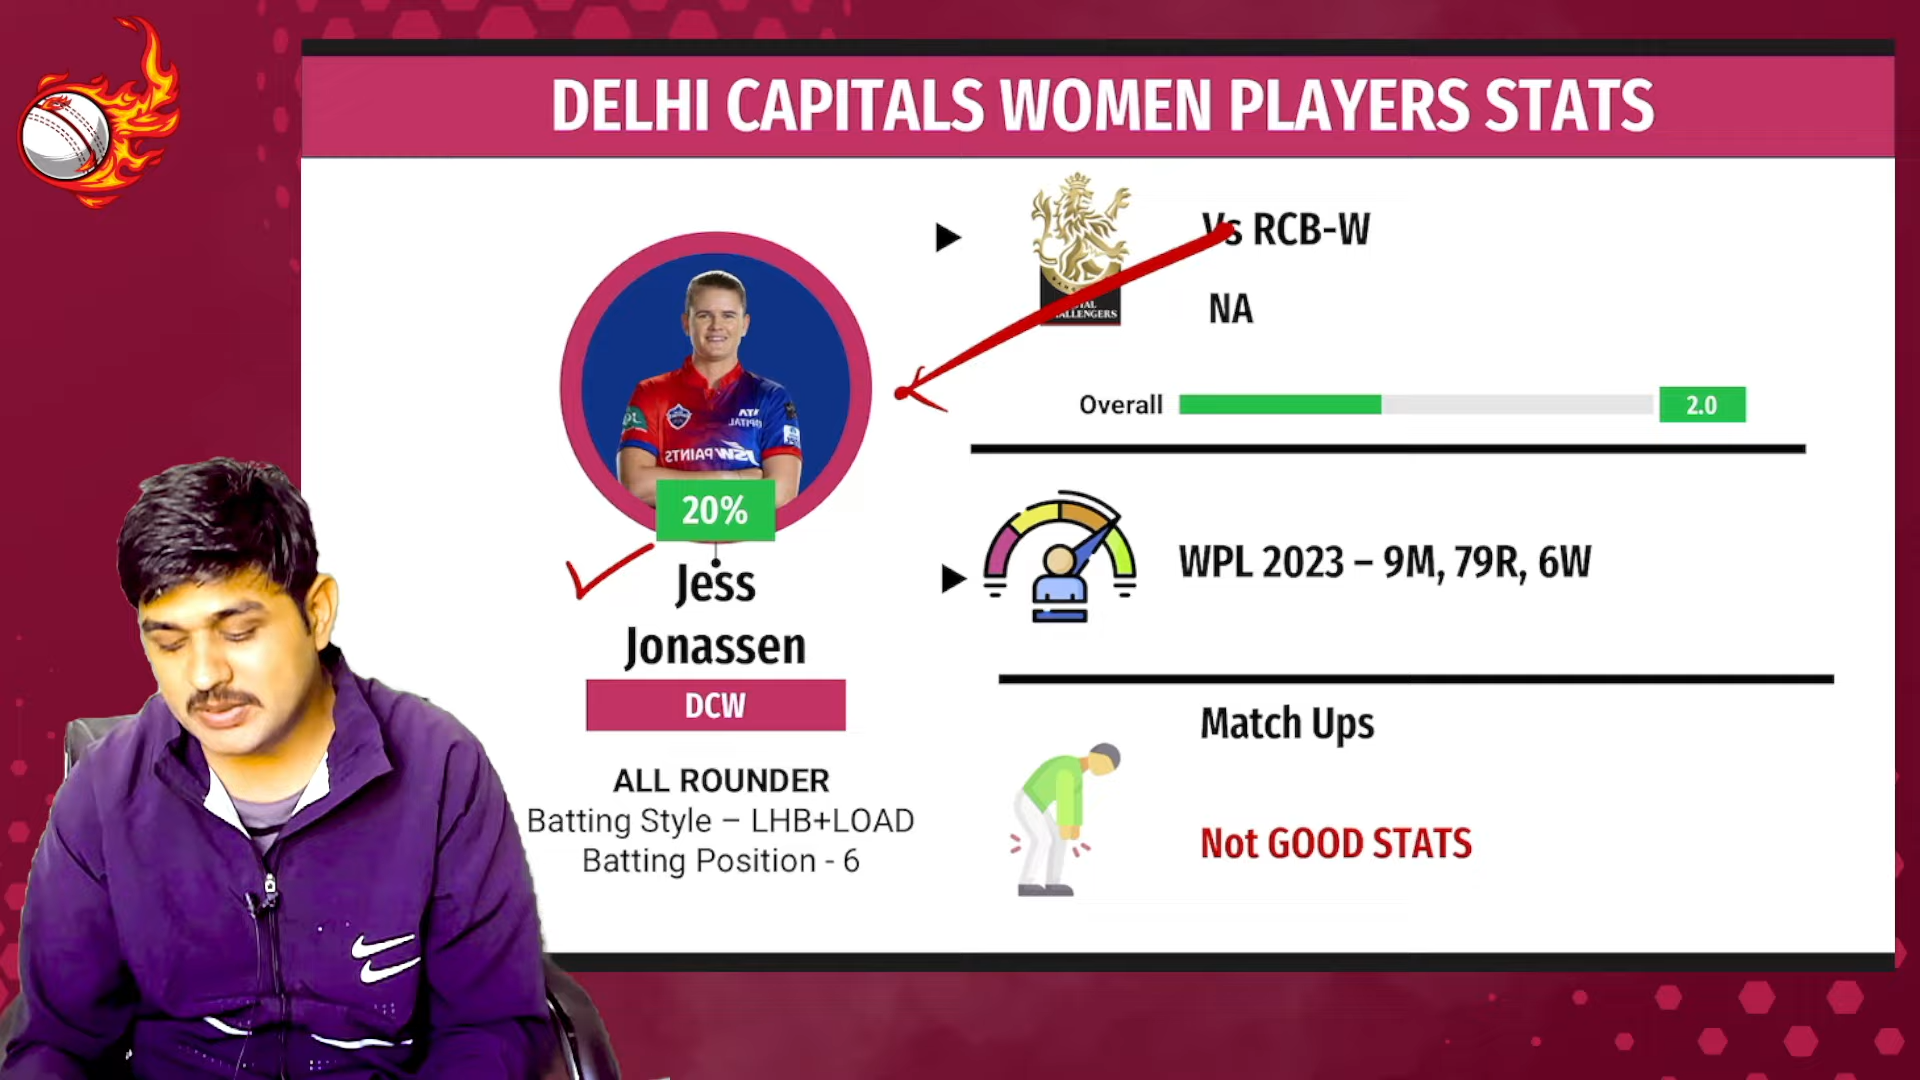 DELHI CAPITALS WOMEN PLAYERS STATS
Vs RCB-W
NA
CHALLENGERS
Overall
2.0
20%
Jess
Jonassen
DCW
ALL ROUNDER
Batting Style – LHB+LOAD
Batting Position - 6
WPL 2023 – 9M, 79R, 6W
Match Ups
Not GOOD STATS